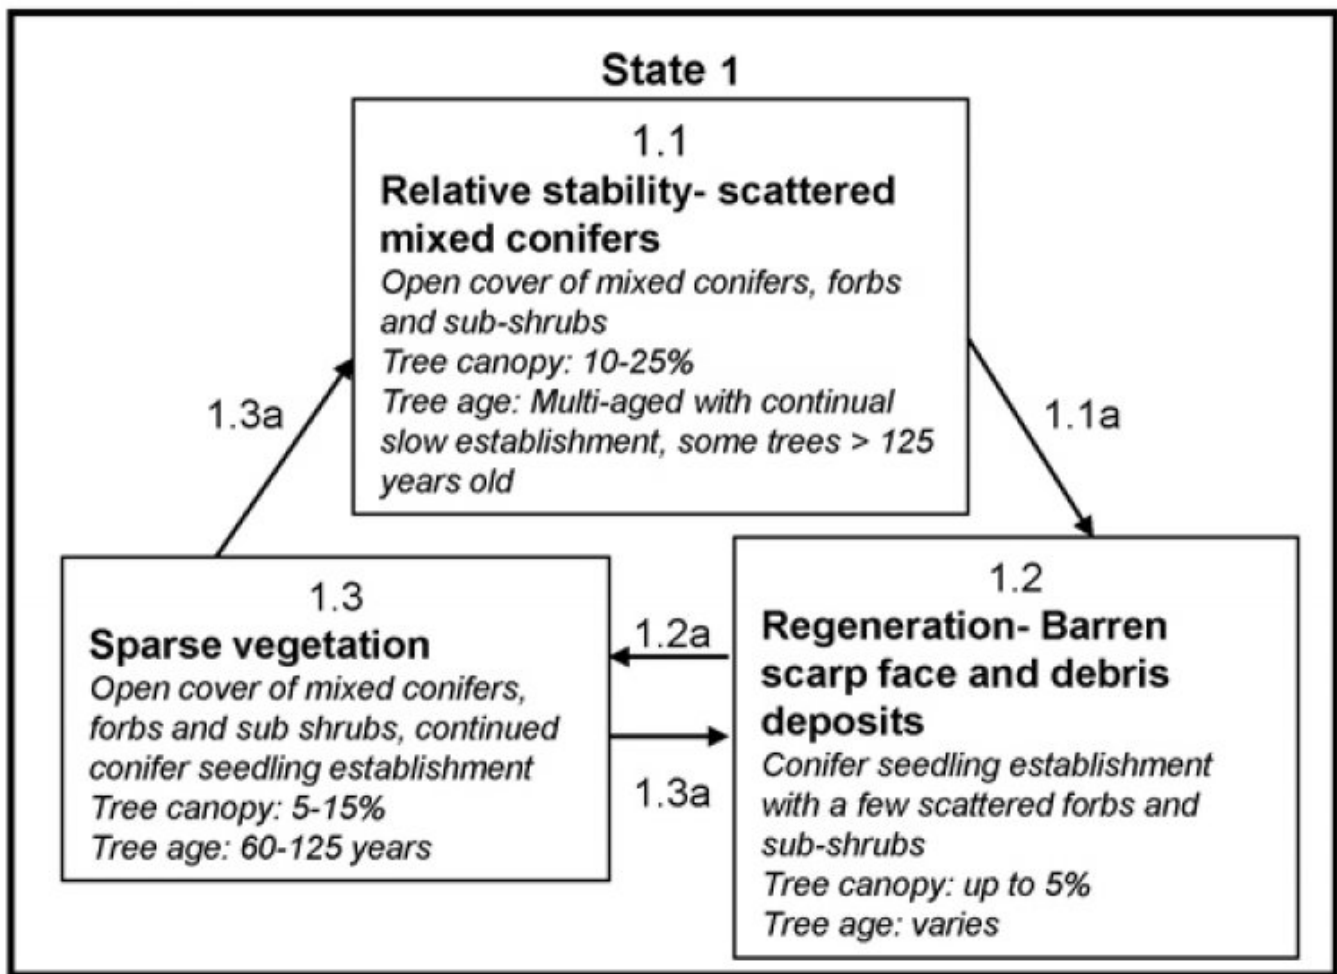 State 1
1.1
Relative stability- scattered
mixed conifers
Open cover of mixed conifers, forbs
and sub-shrubs
Tree canopy: 10-25%
Tree age: Multi-aged with continual
slow establishment, some trees > 125
years old
1.3a
1.1a
1.3
Sparse vegetation
Open cover of mixed conifers,
forbs and sub shrubs, continued
conifer seedling establishment
Tree canopy: 5-15%
Tree age: 60-125 years
1.2a
1.3a
1.2
Regeneration- Barren
scarp face and debris
deposits
Conifer seedling establishment
with a few scattered forbs and
sub-shrubs
Tree canopy: up to 5%
Tree age: varies